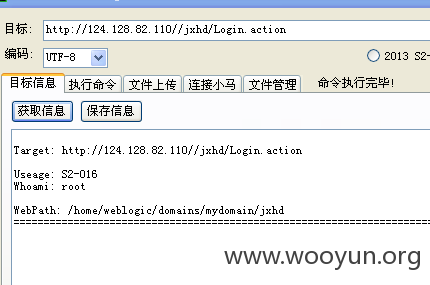 目标: http://124.128.82.110//jxhd/Login.action
编码: UTF-8 2013 S2-
目标信息 执行命令 文件上传 连接小马 文件管理 命令执行完毕!
获取信息 保存信息
Target: http://124.128.82.110//jxhd/Login.action
Useage: S2-016
Whoami: root
WebPath: /home/weblogic/domains/mydomain/jxhd
================================================================
www.wooyun.org